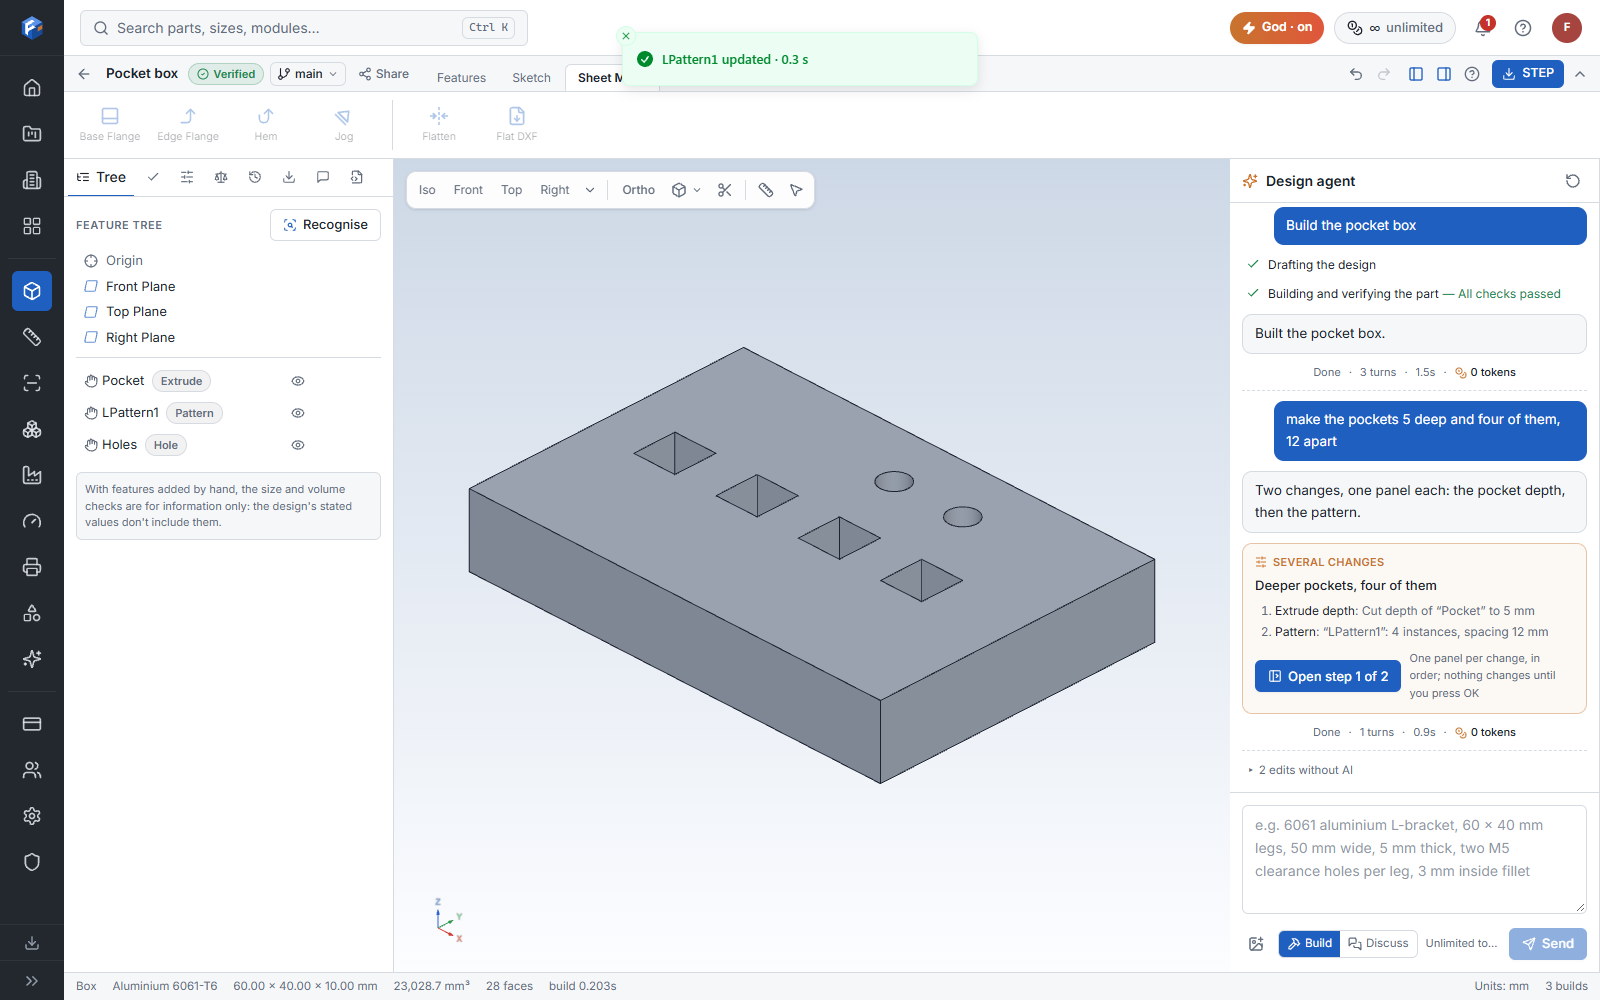 Search parts, sizes, modules...
Ctrl K
God · on
∞ unlimited
1
F
LPattern1 updated · 0.3 s
Pocket box
Verified
main
Share
Features
Sketch
Sheet M
STEP
Base Flange
Edge Flange
Hem
Jog
Flatten
Flat DXF
Tree
FEATURE TREE
Recognise
Origin
Front Plane
Top Plane
Right Plane
Pocket Extrude
LPattern1 Pattern
Holes Hole
With features added by hand, the size and volume
checks are for information only: the design's stated
values don't include them.
Iso
Front
Top
Right
Ortho
Z
Y
X
Design agent
Build the pocket box
Drafting the design
Building and verifying the part — All checks passed
Built the pocket box.
Done · 3 turns · 1.5s · 0 tokens
make the pockets 5 deep and four of them,
12 apart
Two changes, one panel each: the pocket depth,
then the pattern.
SEVERAL CHANGES
Deeper pockets, four of them
1. Extrude depth: Cut depth of “Pocket” to 5 mm
2. Pattern: “LPattern1”: 4 instances, spacing 12 mm
Open step 1 of 2
One panel per change, in
order; nothing changes until
you press OK
Done · 1 turns · 0.9s · 0 tokens
2 edits without AI
e.g. 6061 aluminium L-bracket, 60 × 40 mm
legs, 50 mm wide, 5 mm thick, two M5
clearance holes per leg, 3 mm inside fillet
Build
Discuss
Unlimited to...
Send
Box
Aluminium 6061-T6
60.00 × 40.00 × 10.00 mm
23,028.7 mm³
28 faces
build 0.203s
Units: mm
3 builds